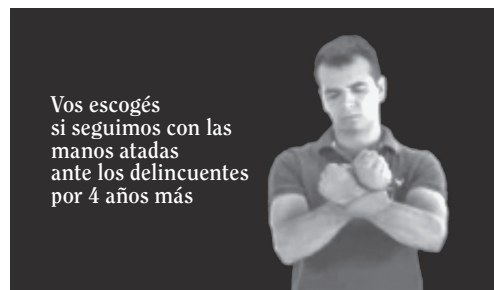 Vos escogés
si seguimos con las
manos atadas
ante los delincuentes
por 4 años más